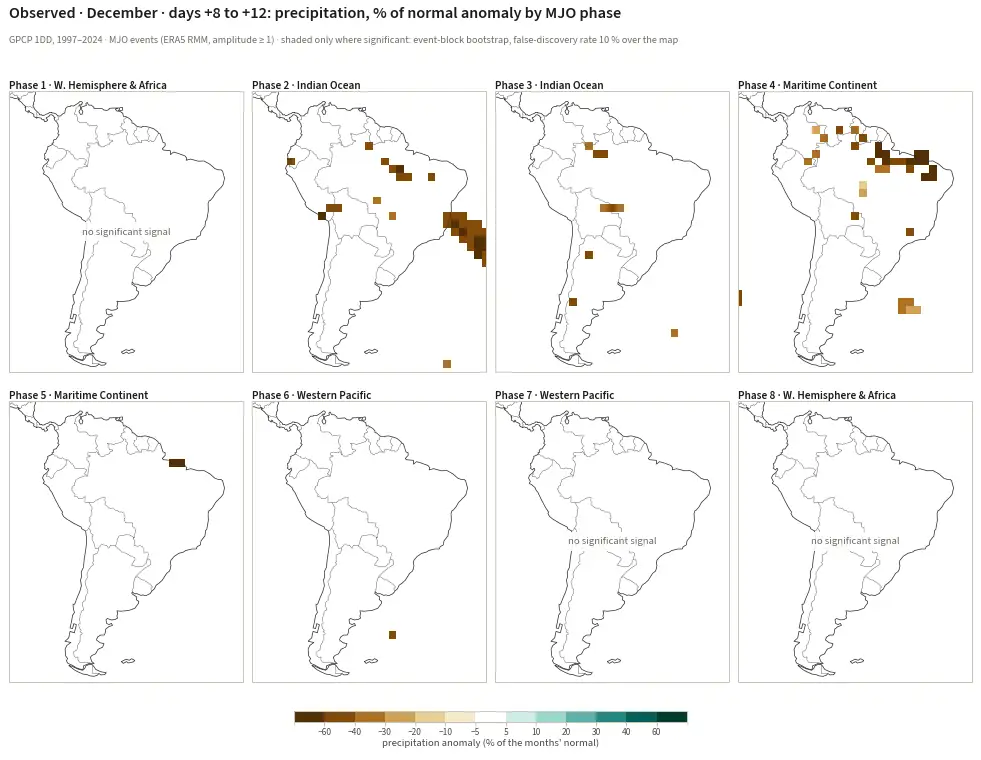 Observed · December · days +8 to +12: precipitation, % of normal anomaly by MJO phase
GPCP 1DD, 1997–2024 · MJO events (ERA5 RMM, amplitude ≥ 1) · shaded only where significant: event-block bootstrap, false-discovery rate 10 % over the map
Phase 1 · W. Hemisphere & Africa
Phase 2 · Indian Ocean
Phase 3 · Indian Ocean
Phase 4 · Maritime Continent
no significant signal
Phase 5 · Maritime Continent
Phase 6 · Western Pacific
Phase 7 · Western Pacific
Phase 8 · W. Hemisphere & Africa
no significant signal
no significant signal
−60 −40 −30 −20 −10 −5 5 10 20 30 40 60
precipitation anomaly (% of the months' normal)